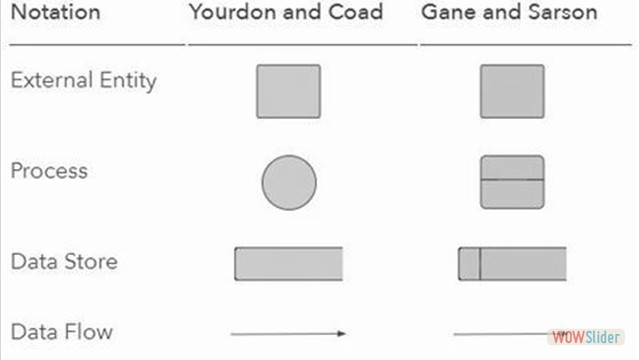 Notation Yourdon and Coad Gane and Sarson
External Entity
Process
Data Store
Data Flow
WOWSlider